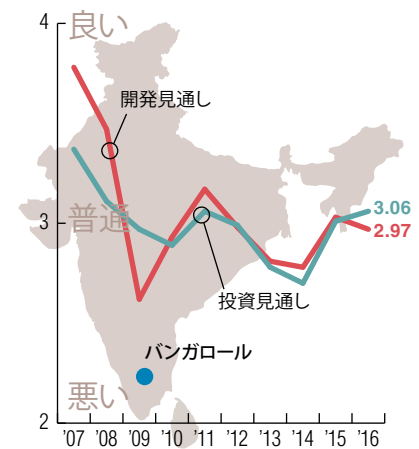 4
良い
開発見通し
3
普通
3.06
2.97
投資見通し
バンガロール
悪い
2
'07 '08 '09 '10 '11 '12 '13 '14 '15 '16